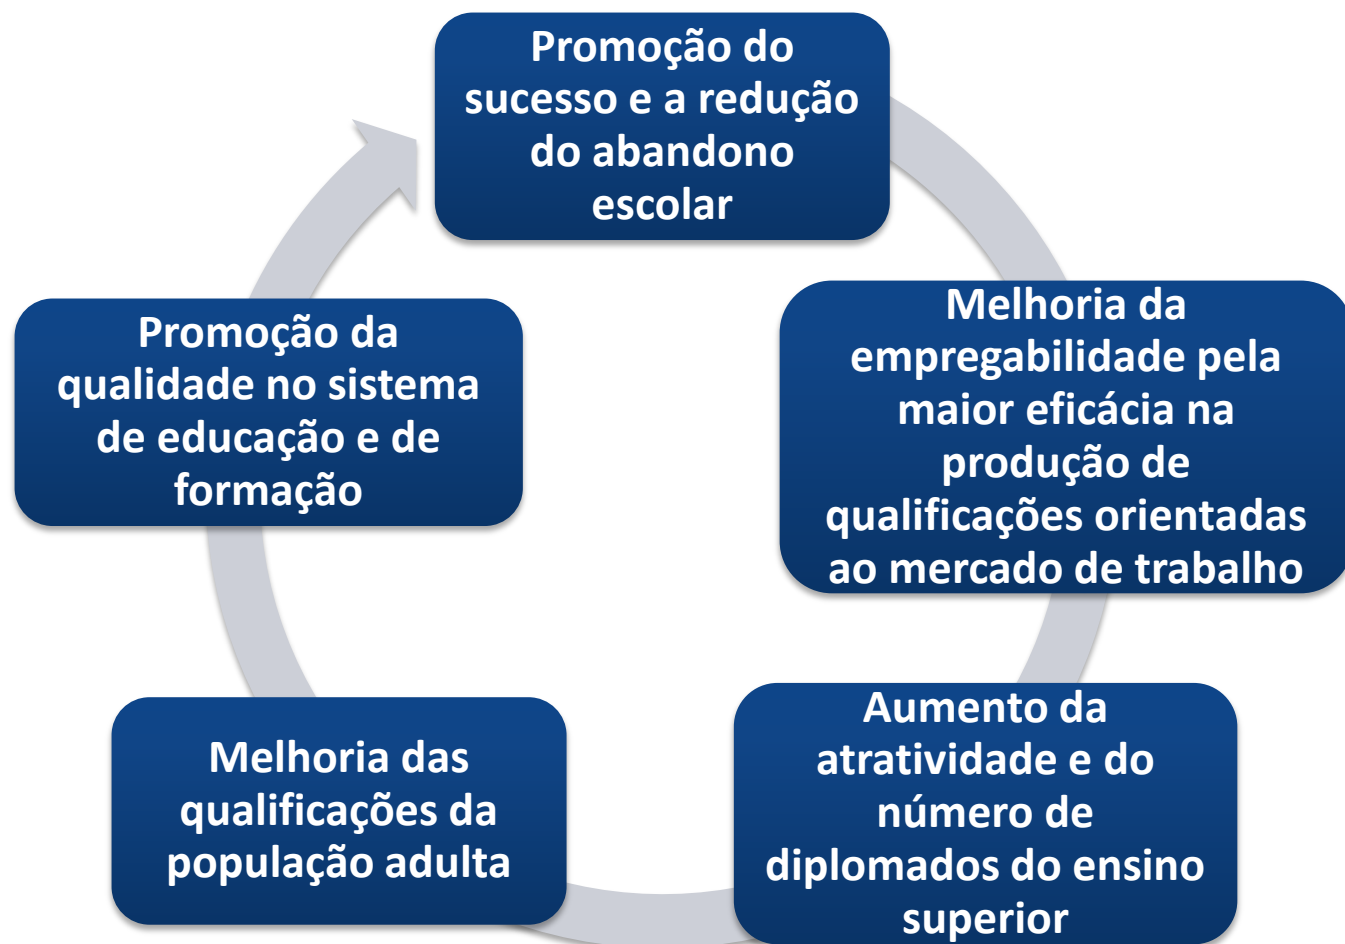 Promoção do
sucesso e a redução
do abandono
escolar
Melhoria da
empregabilidade pela
maior eficácia na
produção de
qualificações orientadas
ao mercado de trabalho
Aumento da
atratividade e do
número de
diplomados do ensino
superior
Melhoria das
qualificações da
população adulta
Promoção da
qualidade no sistema
de educação e de
formação